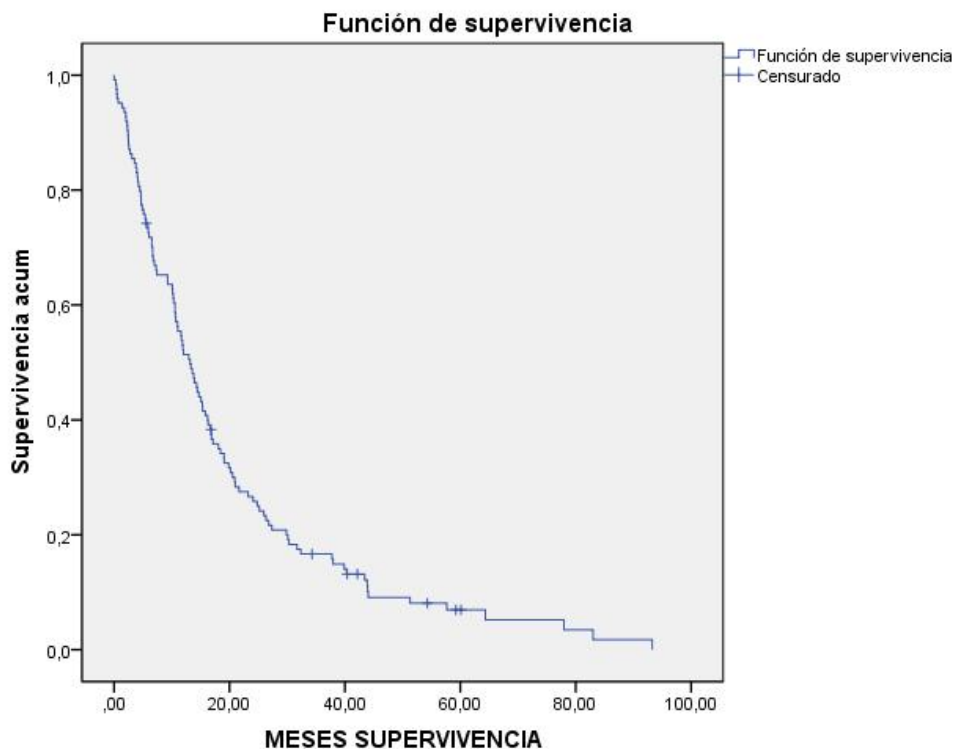 Función de supervivencia
Función de supervivencia
Censurado
1,0
0,8
0,6
0,4
0,2
0,0
Supervivencia acum
,00
20,00
40,00
60,00
80,00
100,00
MESES SUPERVIVENCIA